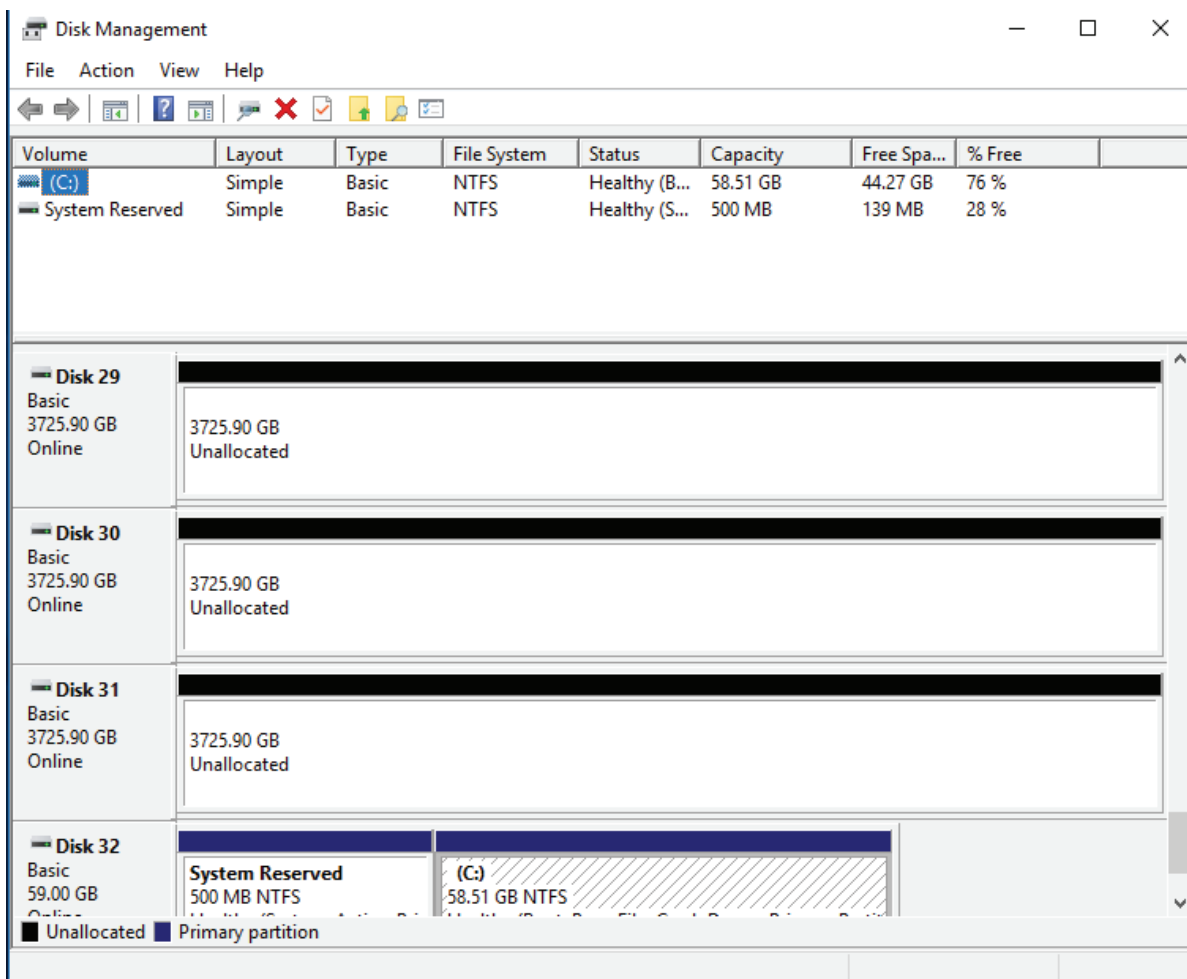 Disk Management
File Action View Help
Volume Layout Type File System Status Capacity Free Spa... % Free
(C:) Simple Basic NTFS Healthy (B... 58.51 GB 44.27 GB 76 %
System Reserved Simple Basic NTFS Healthy (S... 500 MB 139 MB 28 %
Disk 29
Basic
3725.90 GB
Online
3725.90 GB
Unallocated
Disk 30
Basic
3725.90 GB
Online
3725.90 GB
Unallocated
Disk 31
Basic
3725.90 GB
Online
3725.90 GB
Unallocated
Disk 32
Basic
59.00 GB
System Reserved
500 MB NTFS
(C:)
58.51 GB NTFS
Unallocated Primary partition